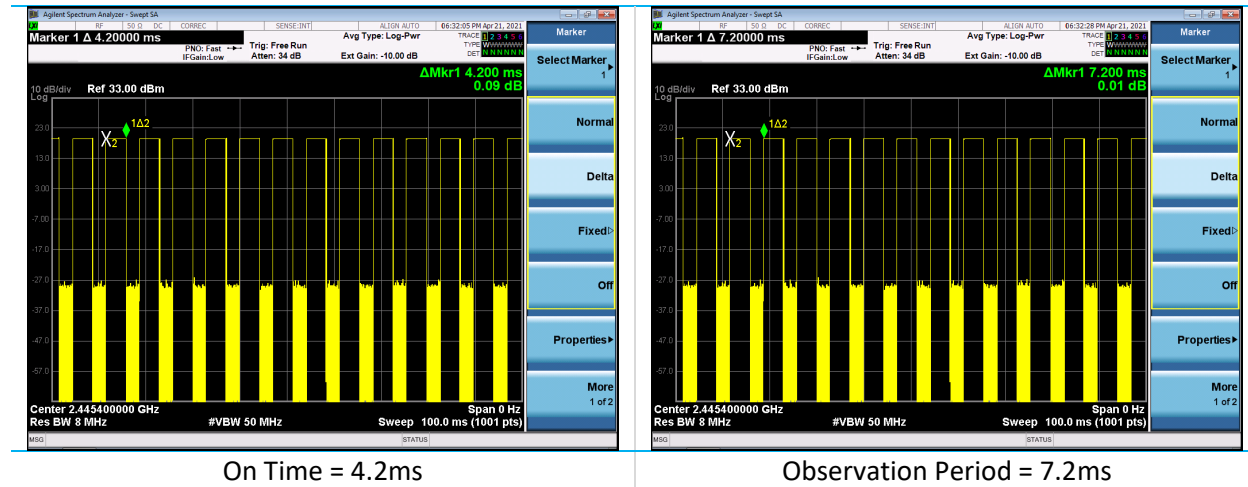 Agilent Spectrum Analyzer - Swept SA
LXI RF 50 Ω DC CORREC SENSE:INT ALIGN AUTO 06:32:05 PM Apr 21, 2021
Marker 1 Δ 4.20000 ms
PNO: Fast
IFGain:Low
Trig: Free Run
Atten: 34 dB
Avg Type: Log-Pwr
Ext Gain: -10.00 dB
TRACE 1 2 3 4 5 6
TYPE WWWWWW
DET N N N N N N
ΔMkr1 4.200 ms
0.09 dB
10 dB/div Ref 33.00 dBm
Log
23.0
13.0
3.00
-7.00
-17.0
-27.0
-37.0
-47.0
-57.0
X2
1Δ2
Center 2.445400000 GHz Span 0 Hz
Res BW 8 MHz #VBW 50 MHz Sweep 100.0 ms (1001 pts)
MSG STATUS
Marker
Select Marker
1
Normal
Delta
Fixed
Off
Properties
More
1 of 2
On Time = 4.2ms
Agilent Spectrum Analyzer - Swept SA
LXI RF 50 Ω DC CORREC SENSE:INT ALIGN AUTO 06:32:28 PM Apr 21, 2021
Marker 1 Δ 7.20000 ms
PNO: Fast
IFGain:Low
Trig: Free Run
Atten: 34 dB
Avg Type: Log-Pwr
Ext Gain: -10.00 dB
TRACE 1 2 3 4 5 6
TYPE WWWWWW
DET N N N N N N
ΔMkr1 7.200 ms
0.01 dB
10 dB/div Ref 33.00 dBm
Log
23.0
13.0
3.00
-7.00
-17.0
-27.0
-37.0
-47.0
-57.0
X2
1Δ2
Center 2.445400000 GHz Span 0 Hz
Res BW 8 MHz #VBW 50 MHz Sweep 100.0 ms (1001 pts)
MSG STATUS
Marker
Select Marker
1
Normal
Delta
Fixed
Off
Properties
More
1 of 2
Observation Period = 7.2ms